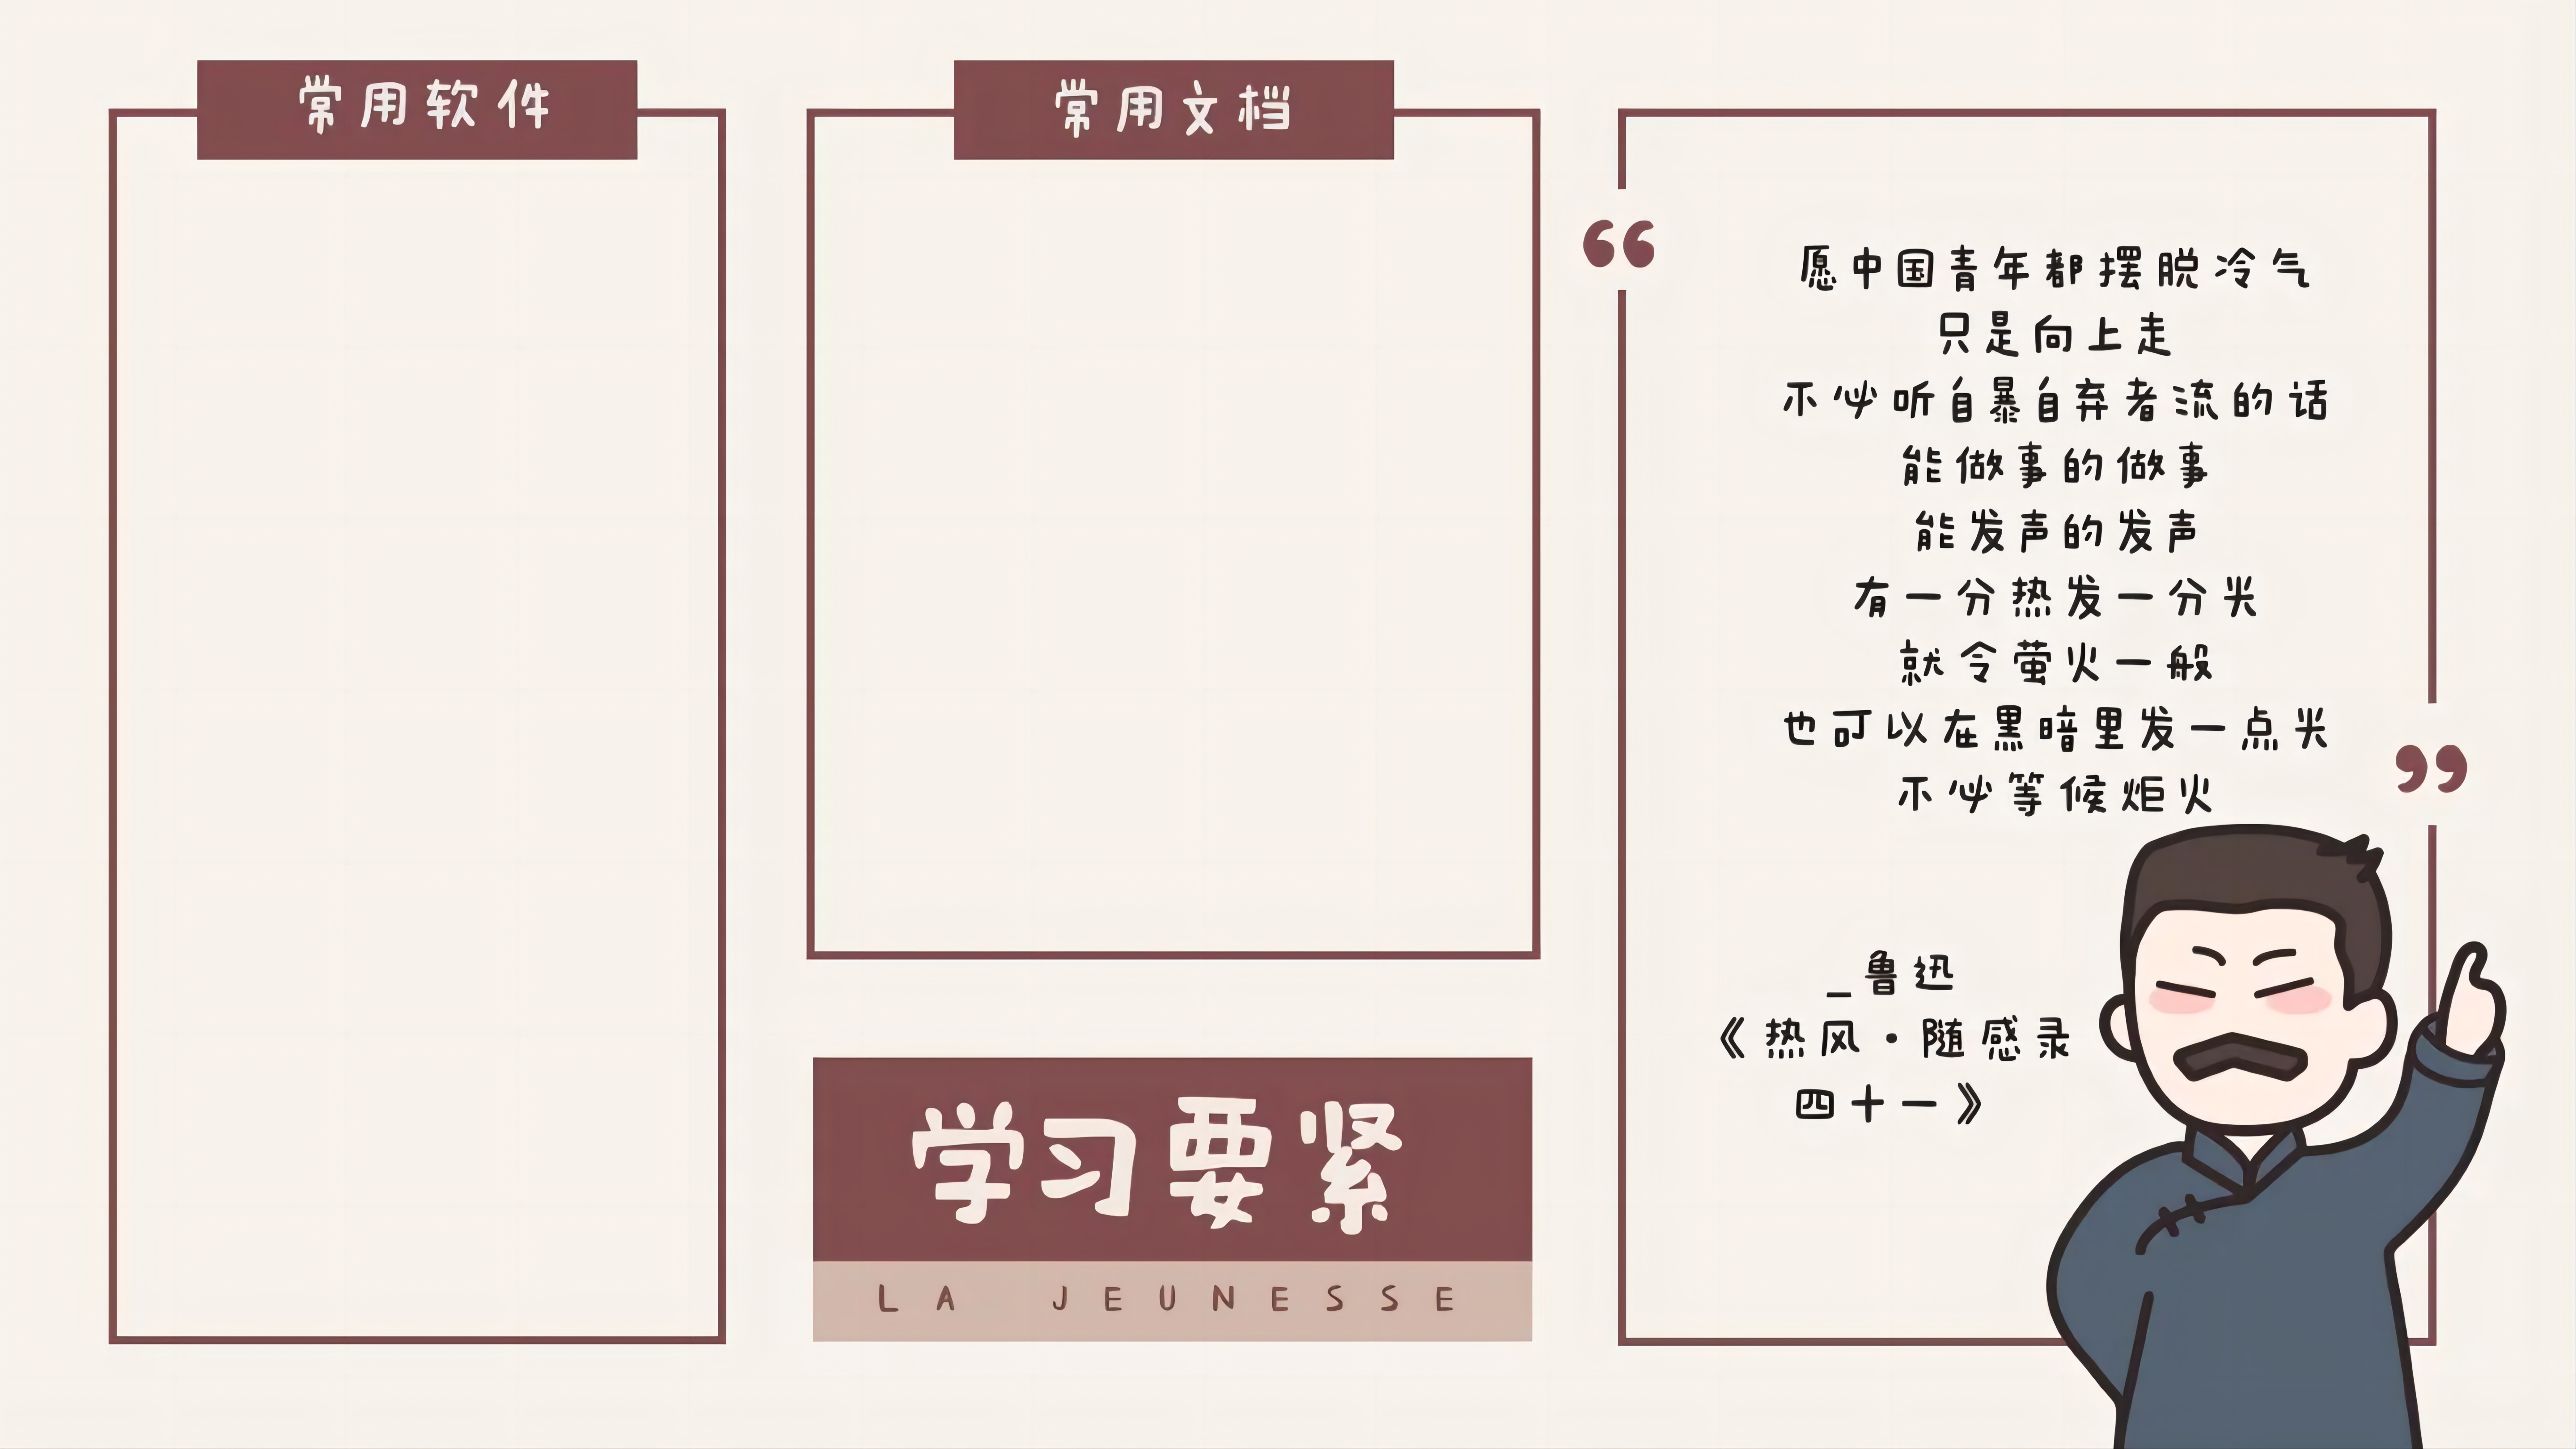 常用软件
常用文档
学习要紧
LA JEUNESSE
“
愿中国青年都摆脱冷气
只是向上走
不必听自暴自弃者流的话
能做事的做事
能发声的发声
有一分热发一分光
就令萤火一般
也可以在黑暗里发一点光
不必等候炬火
”
_鲁迅
《热风·随感录
四十一》